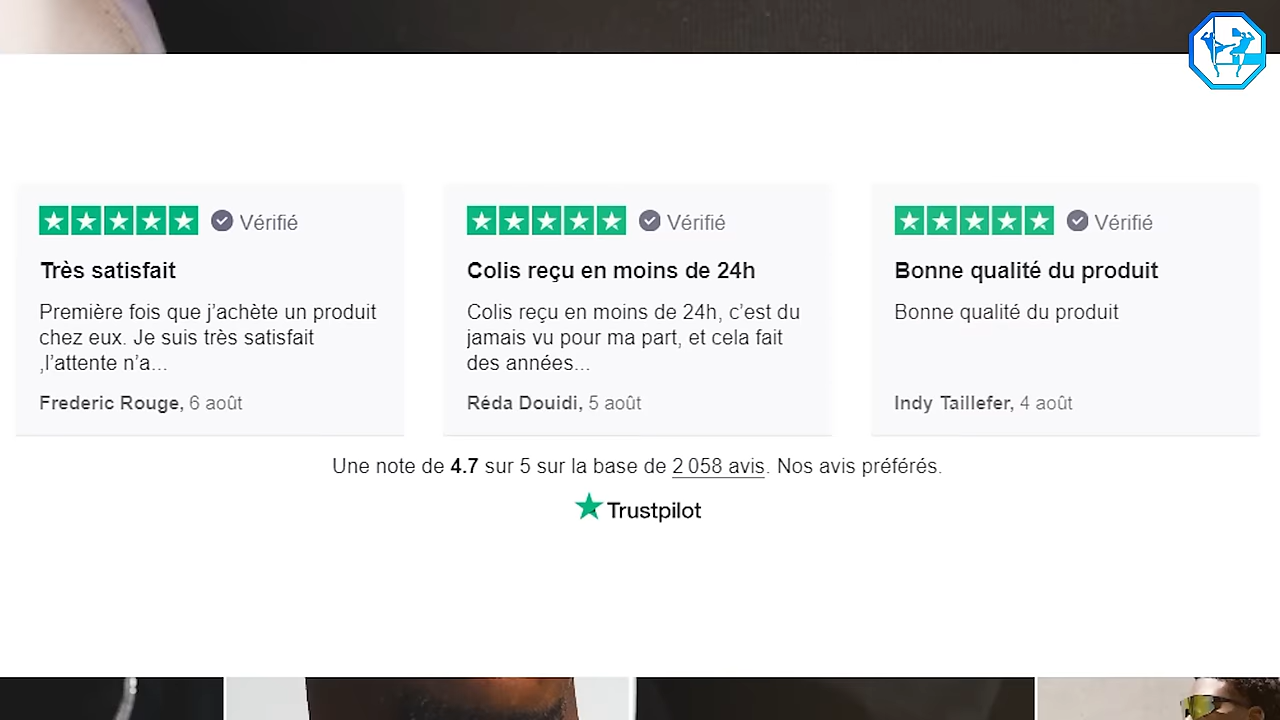 Vérifié
Très satisfait
Première fois que j’achète un produit
chez eux. Je suis très satisfait
,l’attente n’a...
Frederic Rouge, 6 août
Vérifié
Colis reçu en moins de 24h
Colis reçu en moins de 24h, c’est du
jamais vu pour ma part, et cela fait
des années...
Réda Douidi, 5 août
Vérifié
Bonne qualité du produit
Bonne qualité du produit
Indy Taillefer, 4 août
Une note de 4.7 sur 5 sur la base de 2 058 avis. Nos avis préférés.
Trustpilot